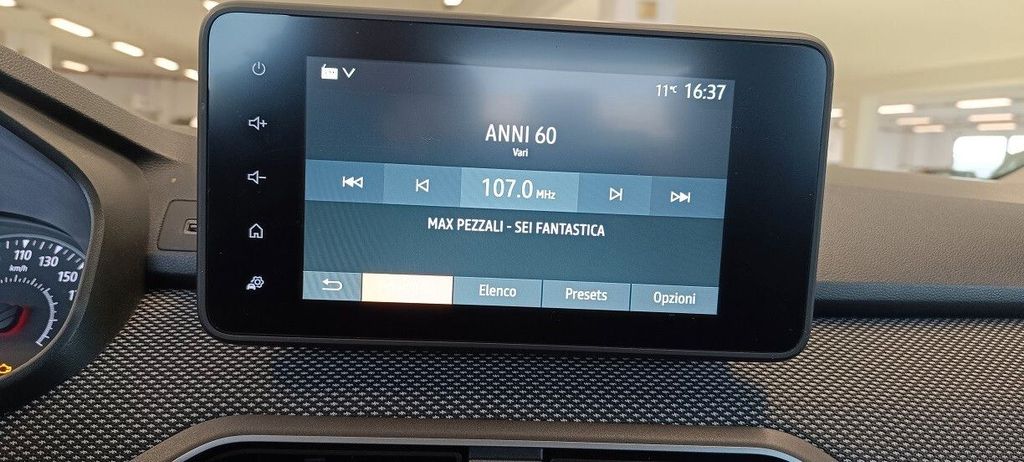 11°C 16:37
ANNI 60
Vari
107.0 MHz
MAX PEZZALI - SEI FANTASTICA
Elenco Presets Opzioni
110 130 150
km/h